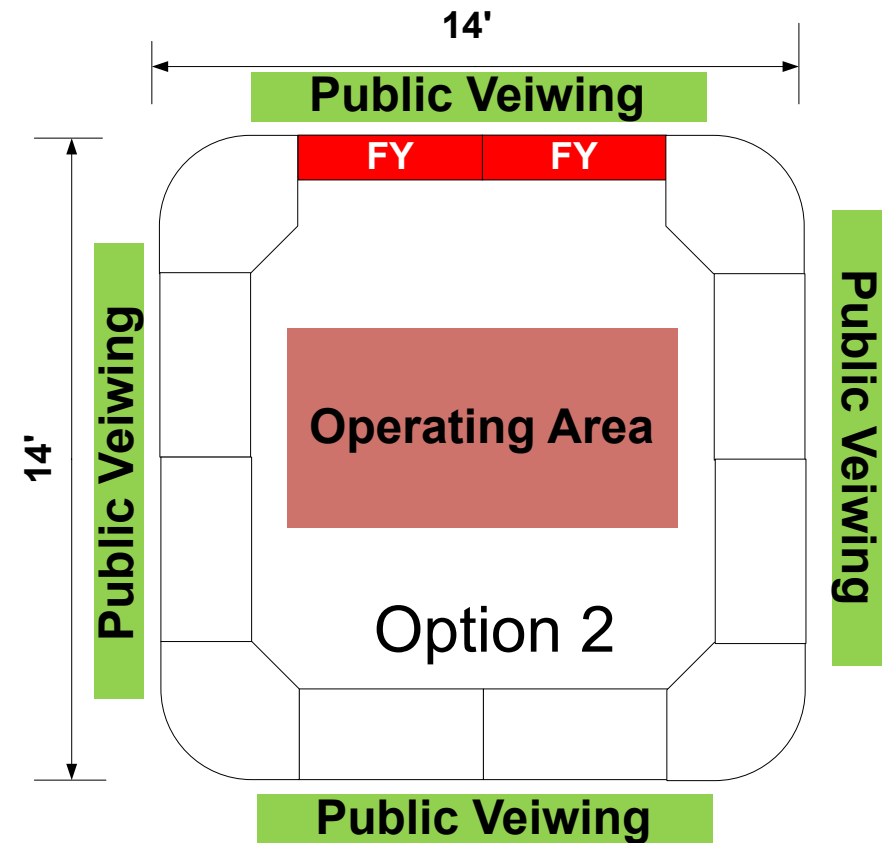 14'
Public Veiwing
FY FY
Public Veiwing
14'
Operating Area
Public Veiwing
Option 2
Public Veiwing